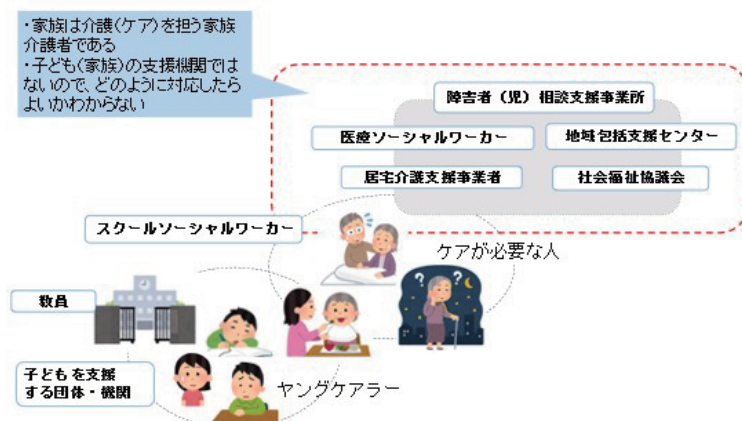 ・家族は介護(ケア)を担う家族
介護者である
・子ども(家族)の支援機関では
ないので、どのように対応したら
よいかわからない
障害者(児)相談支援事業所
医療ソーシャルワーカー
地域包括支援センター
居宅介護支援事業者
社会福祉協議会
スクールソーシャルワーカー
ケアが必要な人
?
?
教員
子どもを支援
する団体・機関
ヤングケアラー